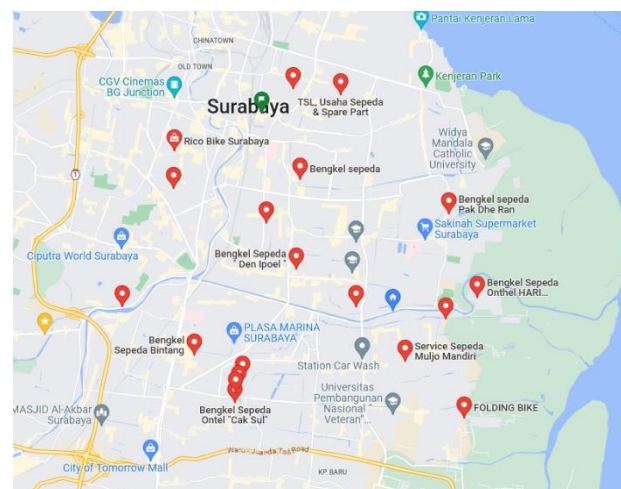 Pantai Kenjeran Lama
CHINATOWN
OLD TOWN
CGV Cinemas
BG Junction
Kenjeran Park
Surabaya
TSL, Usaha Sepeda
& Spare Part
Rico Bike Surabaya
Widya
Mandala
Catholic
University
Bengkel sepeda
Bengkel sepeda
Pak Dhe Ran
Sakinah Supermarket
Surabaya
Ciputra World Surabaya
Bengkel Sepeda
"Den Ipoel "
Bengkel Sepeda
Onthel HARI...
Bengkel
Sepeda Bintang
PLASA MARINA
SURABAYA
Service Sepeda
Muljo Mandiri
Station Car Wash
Universitas
Pembangunan
Nasional "
Veteran"...
MASJID Al-Akbar
Surabaya
Bengkel Sepeda
Ontel "Cak Sul"
FOLDING BIKE
Waru - Juanda Toll Road
City of Tomorrow Mall
KP BARU